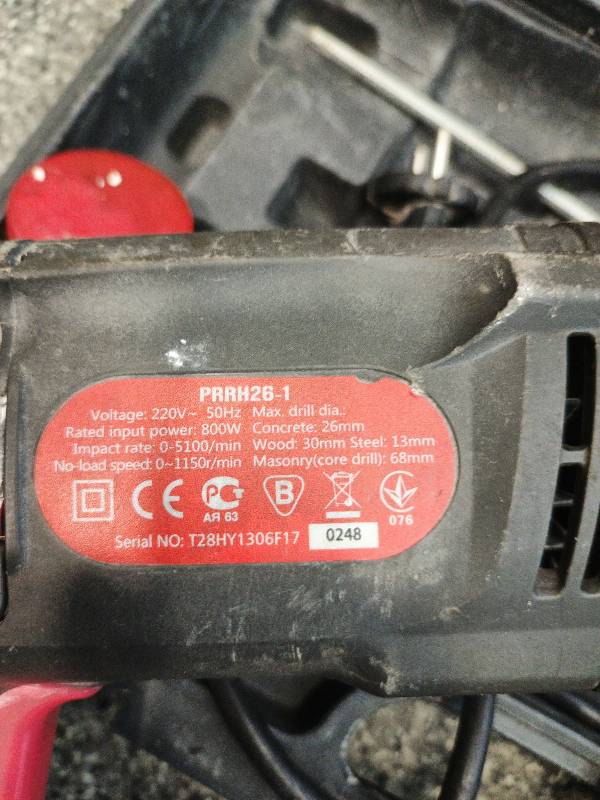 PRRH26-1
Voltage: 220V~ 50Hz
Rated input power: 800W
Impact rate: 0-5100/min
No-load speed: 0~1150r/min
Max. drill dia.:
Concrete: 26mm
Wood: 30mm Steel: 13mm
Masonry(core drill): 68mm
CE
РСТ
АЯ 63
B
076
Serial NO: T28HY1306F17 0248